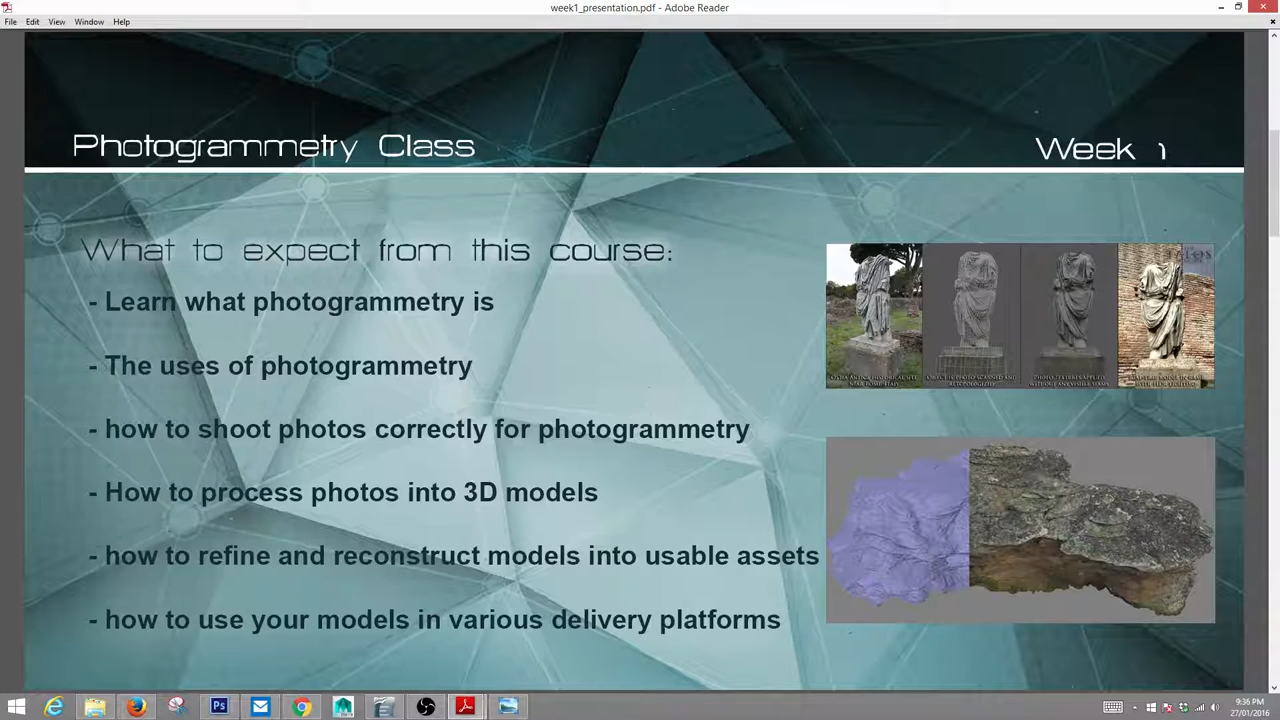 week1_presentation.pdf - Adobe Reader
File Edit View Window Help
Photogrammetry Class
Week 1
What to expect from this course:
- Learn what photogrammetry is
- The uses of photogrammetry
- how to shoot photos correctly for photogrammetry
- How to process photos into 3D models
- how to refine and reconstruct models into usable assets
- how to use your models in various delivery platforms
Ps
9:36 PM
27/01/2016